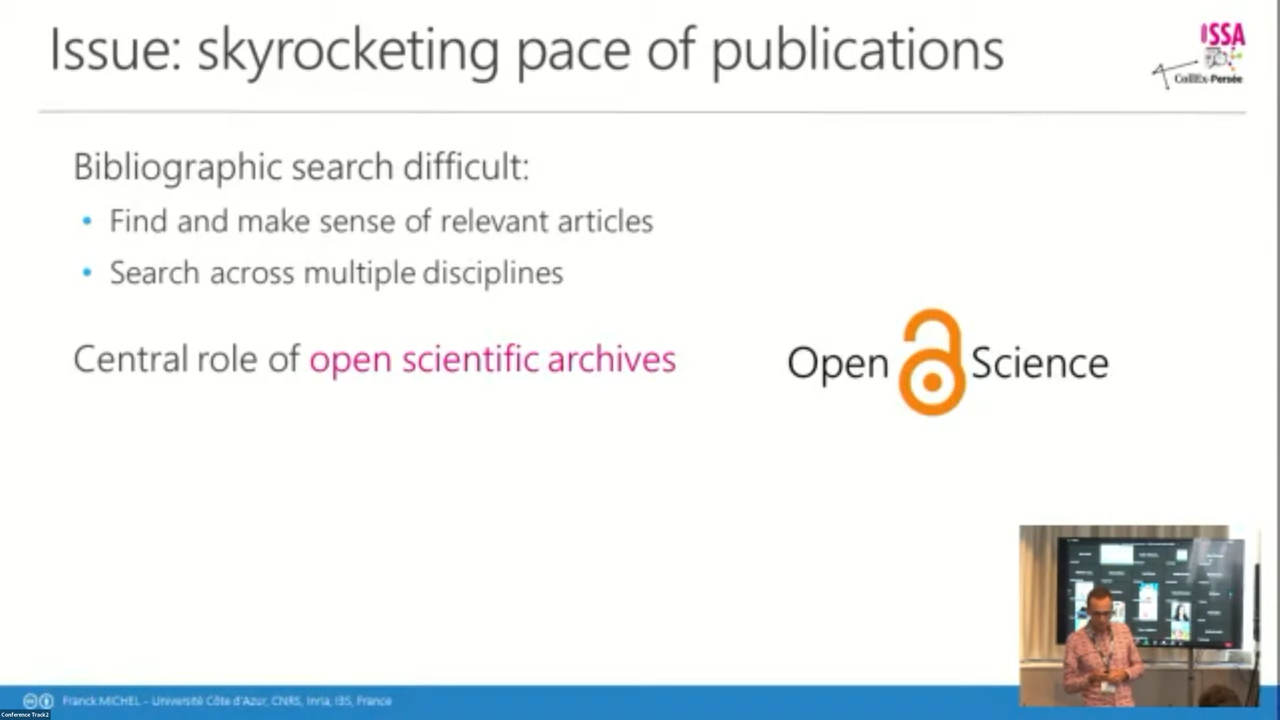 Issue: skyrocketing pace of publications
ISSA
CollEx-Persée
Bibliographic search difficult:
• Find and make sense of relevant articles
• Search across multiple disciplines
Central role of open scientific archives
Open Science
Franck MICHEL - Université Côte d'Azur, CNRS, Inria, I3S, France
Conference Track2